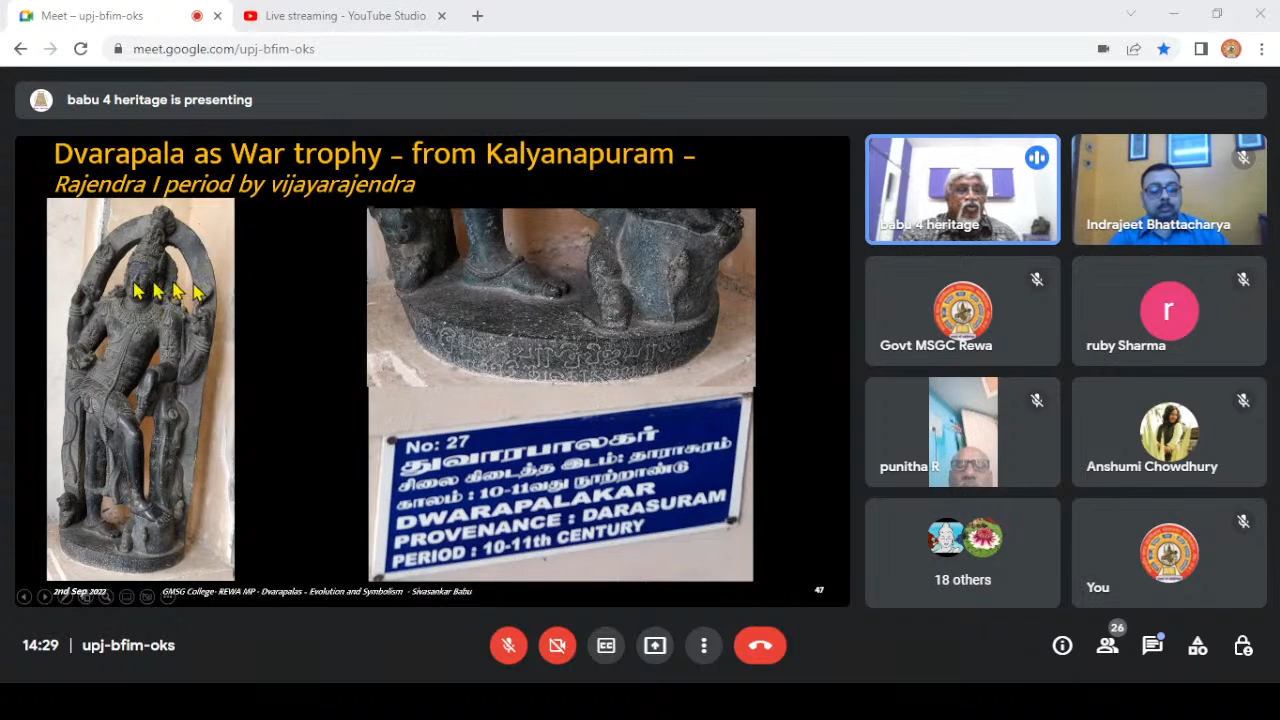 Meet – upj-bfim-oks
Live streaming - YouTube Studio
meet.google.com/upj-bfim-oks
babu 4 heritage is presenting
Dvarapala as War trophy – from Kalyanapuram –
Rajendra I period by vijayarajendra
No: 27
துவாரபாலகர்
சிலை கிடைத்த இடம்: தாராசுரம்
காலம் : 10-11வது நூற்றாண்டு
DWARAPALAKAR
PROVENANCE : DARASURAM
PERIOD : 10-11th CENTURY
2nd Sep 2022
GMSG College- REWA MP - Dvarapalas – Evolution and Symbolism - Sivasankar Babu
47
babu 4 heritage
Indrajeet Bhattacharya
Govt MSGC Rewa
r
ruby Sharma
punitha R
Anshumi Chowdhury
18 others
You
14:29 | upj-bfim-oks
CC
26